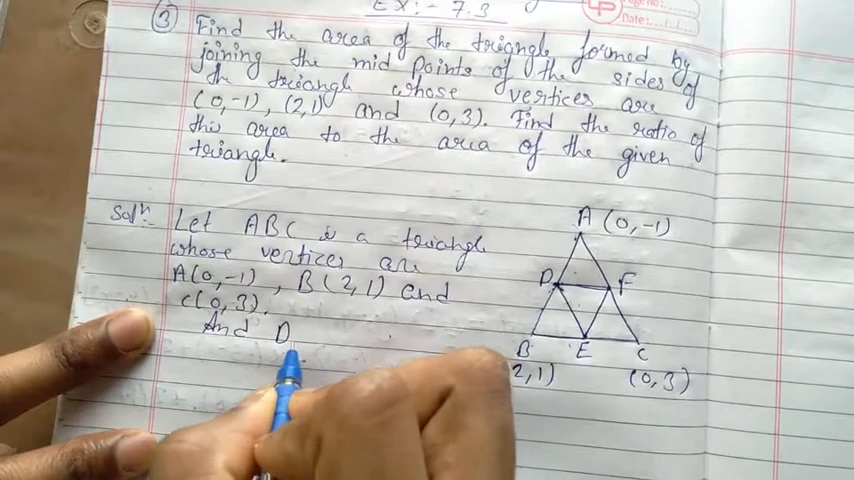 EX:- 7.3
Page No:
Date:
③ Find the area of the triangle formed by
joining the mid points of the sides of
the triangle whose vertices are
(0,-1), (2,1) and (0,3). Find the ratio of
this area to the area of the given
triangle.
Solⁿ:- Let ABC is a triangle
whose vertices are
A(0,-1), B(2,1) and
C(0,3).
And D
A (0,-1)
D F
B E C
2,1) (0,3)